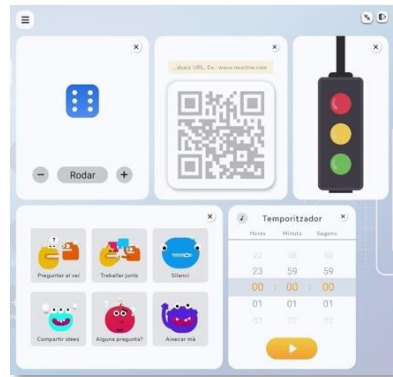 ..dueix URL. Ex.: www.newline.com
− Rodar +
Preguntar al veí
Treballar junts
Silenci
Compartir idees
Alguna pregunta?
Aixecar mà
Temporitzador
Hores Minuts Segons
22 58 58
23 59 59
00 : 00 : 00
01 01 01
02 02 02